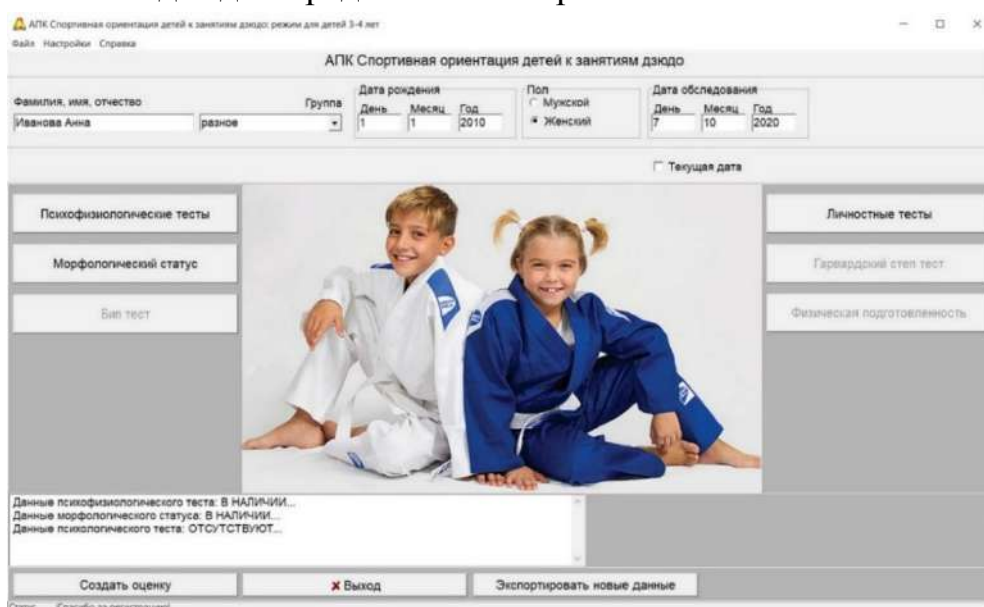 АПК Спортивная ориентация детей к занятиям дзюдо: режим для детей 3-4 лет
Файл Настройки Справка
АПК Спортивная ориентация детей к занятиям дзюдо
Фамилия, имя, отчество Группа
Иванова Анна разное
Дата рождения
День Месяц Год
1 1 2010
Пол
Мужской
Женский
Дата обследования
День Месяц Год
7 10 2020
Текущая дата
Психофизиологические тесты
Морфологический статус
Бип тест
Личностные тесты
Гарвардский степ тест
Физическая подготовленность
Данные психофизиологического теста: В НАЛИЧИИ...
Данные морфологического статуса: В НАЛИЧИИ...
Данные психологического теста: ОТСУТСТВУЮТ...
Создать оценку Выход Экспортировать новые данные